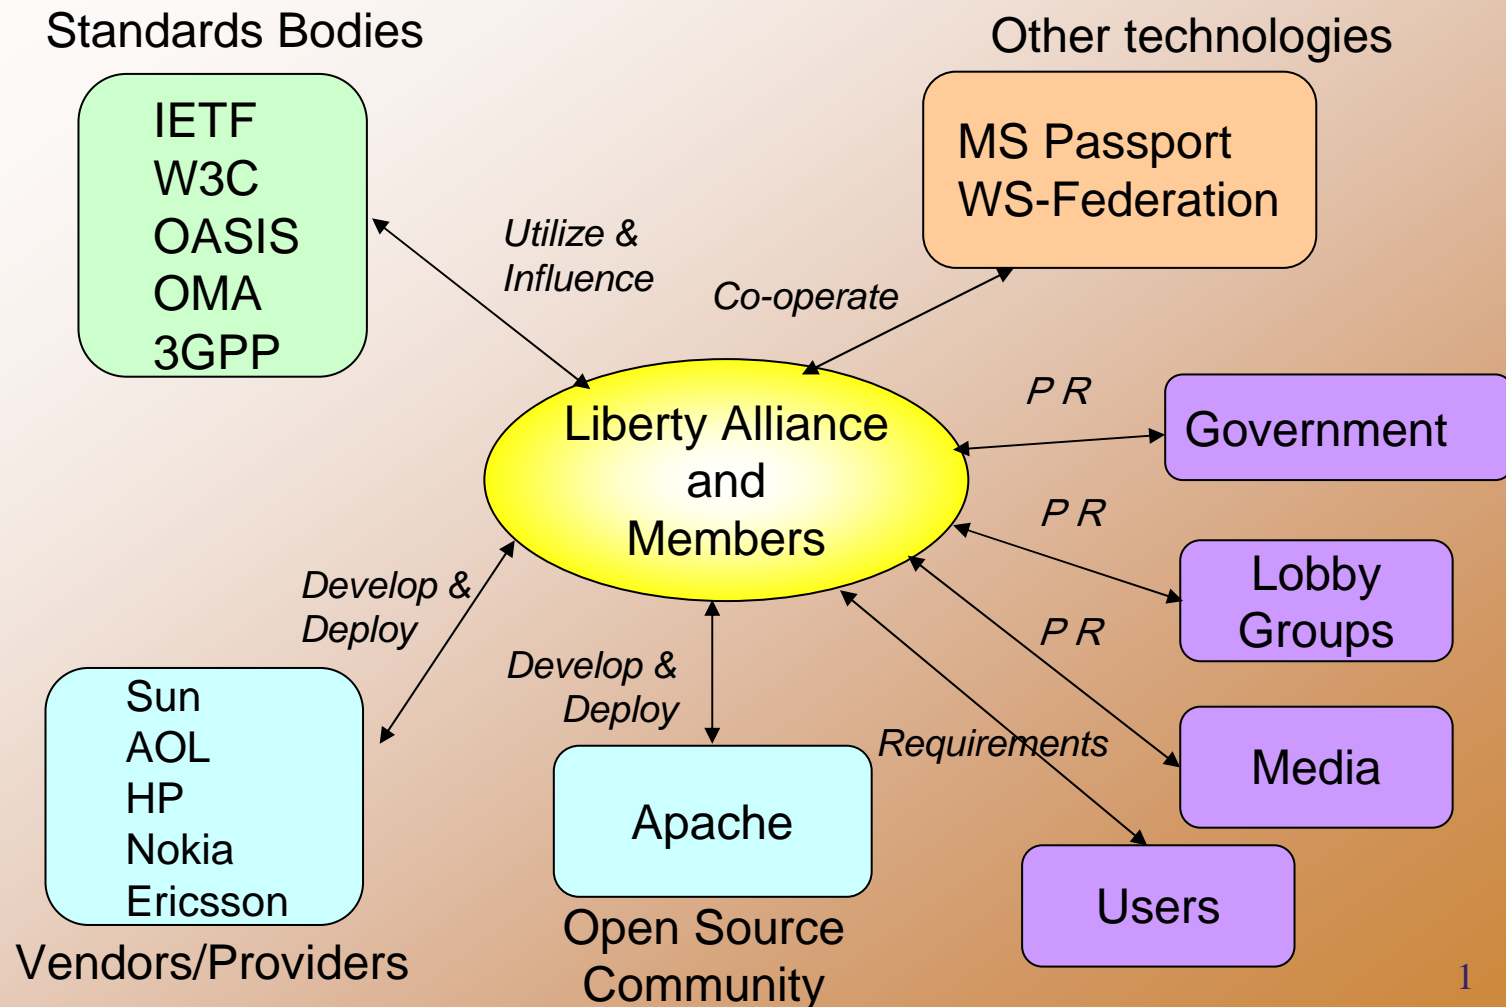 Standards Bodies
IETF
W3C
OASIS
OMA
3GPP
Other technologies
MS Passport
WS-Federation
Utilize &
Influence
Co-operate
Liberty Alliance
and
Members
P R
Government
P R
Lobby
Groups
P R
Media
Requirements
Users
Develop &
Deploy
Sun
AOL
HP
Nokia
Ericsson
Vendors/Providers
Develop &
Deploy
Apache
Open Source
Community
1